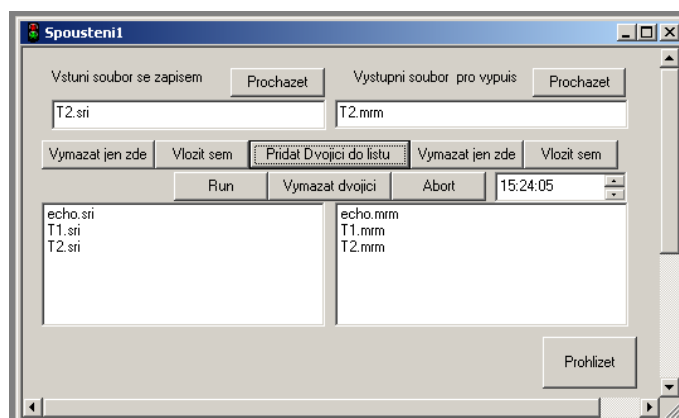 Spousteni1
Vstuni soubor se zapisem
Prochazet
Vystupni soubor pro vypuis
Prochazet
T2.sri
T2.mrm
Vymazat jen zde
Vlozit sem
Pridat Dvojici do listu
Vymazat jen zde
Vlozit sem
Run
Vymazat dvojici
Abort
15:24:05
echo.sri
T1.sri
T2.sri
echo.mrm
T1.mrm
T2.mrm
Prohlizet